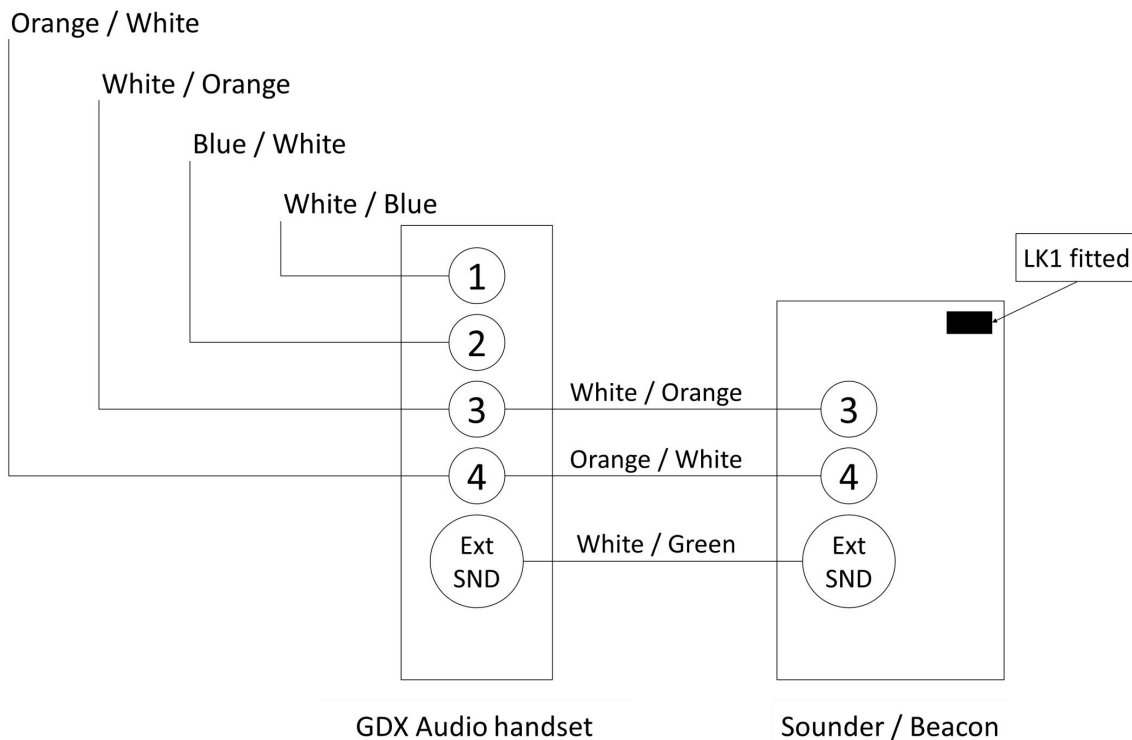 Orange / White
White / Orange
Blue / White
White / Blue
LK1 fitted
1
2
3
White / Orange
3
4
Orange / White
4
Ext
SND
White / Green
Ext
SND
GDX Audio handset
Sounder / Beacon